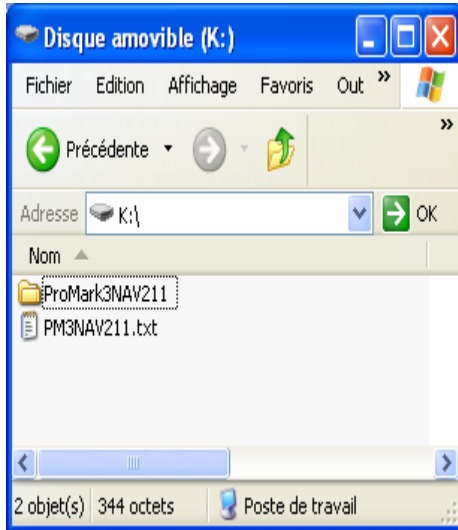 Disque amovible (K:)
Fichier Edition Affichage Favoris Out »
Précédente »
Adresse K:\ OK
Nom
ProMark3NAV211
PM3NAV211.txt
2 objet(s) 344 octets Poste de travail